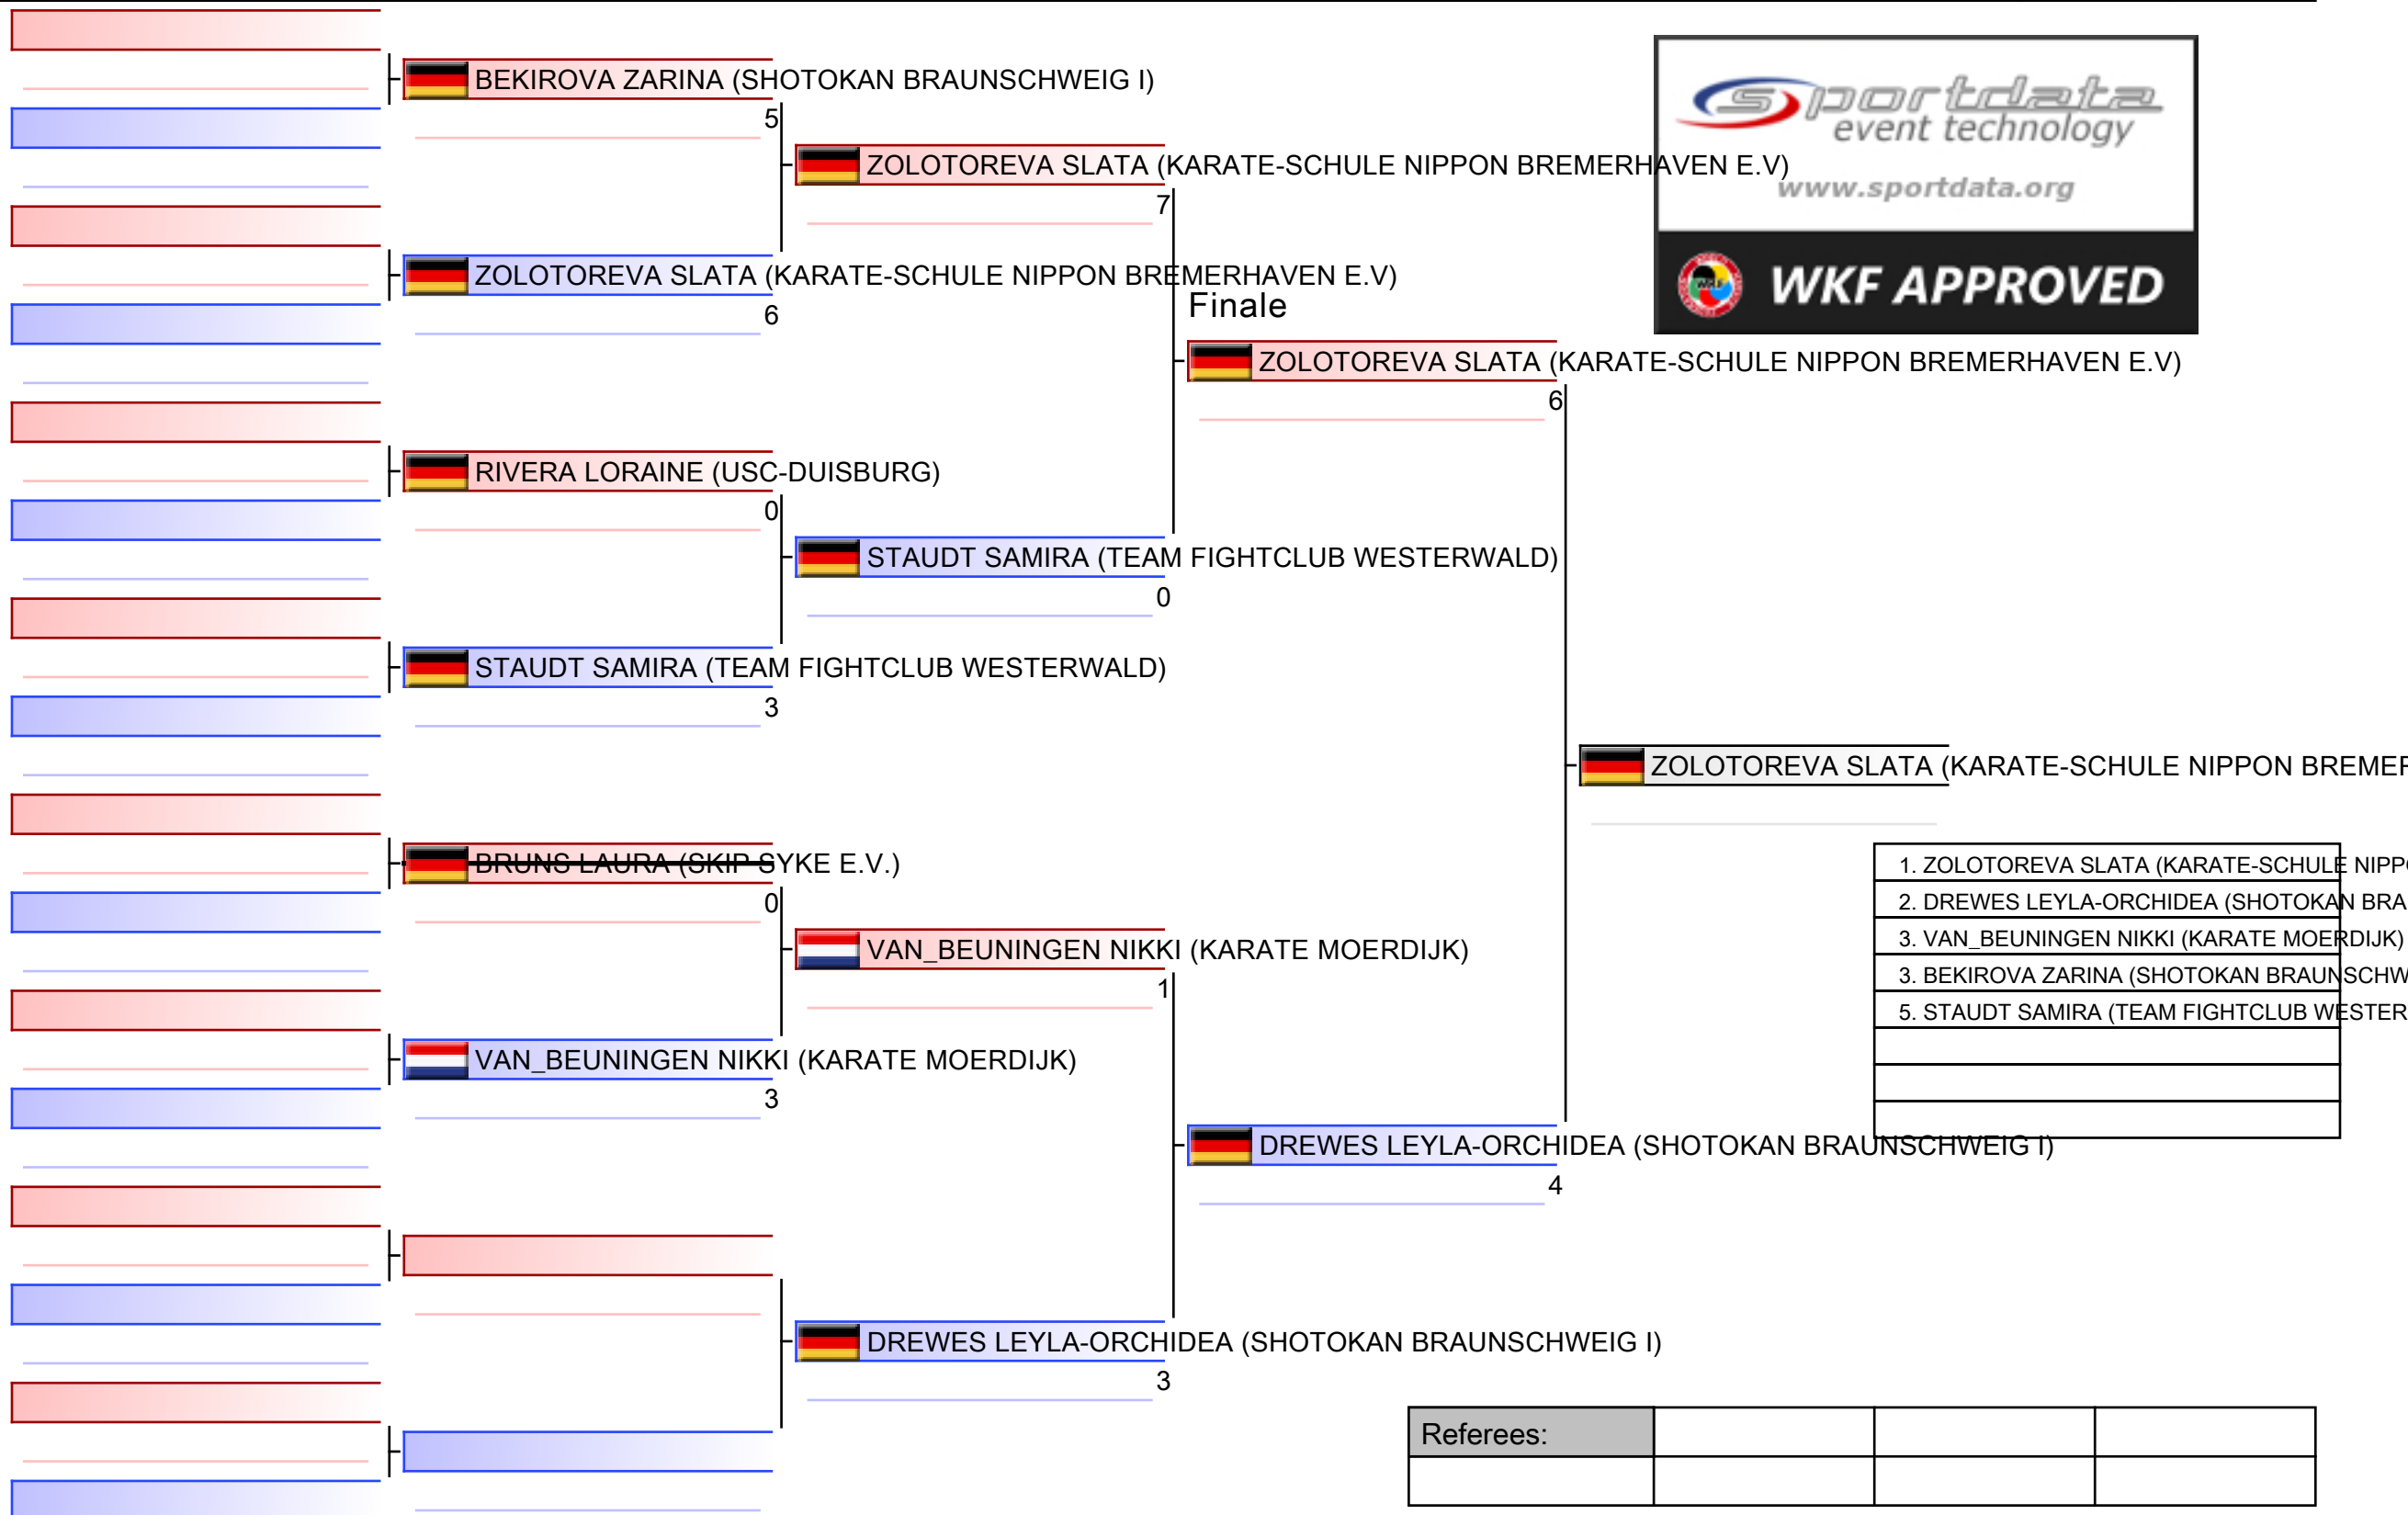 BEKIROVA ZARINA (SHOTOKAN BRAUNSCHWEIG I)
5
ZOLOTOREVA SLATA (KARATE-SCHULE NIPPON BREMERHAVEN E.V)
7
ZOLOTOREVA SLATA (KARATE-SCHULE NIPPON BREMERHAVEN E.V)
6
Finale
ZOLOTOREVA SLATA (KARATE-SCHULE NIPPON BREMERHAVEN E.V)
6
RIVERA LORAINE (USC-DUISBURG)
0
STAUDT SAMIRA (TEAM FIGHTCLUB WESTERWALD)
0
STAUDT SAMIRA (TEAM FIGHTCLUB WESTERWALD)
3
ZOLOTOREVA SLATA (KARATE-SCHULE NIPPON BREMER
BRUNS LAURA (SKIP SYKE E.V.)
0
VAN_BEUNINGEN NIKKI (KARATE MOERDIJK)
1
VAN_BEUNINGEN NIKKI (KARATE MOERDIJK)
3
DREWES LEYLA-ORCHIDEA (SHOTOKAN BRAUNSCHWEIG I)
4
DREWES LEYLA-ORCHIDEA (SHOTOKAN BRAUNSCHWEIG I)
3
sportdata
event technology
www.sportdata.org
WKF APPROVED
1. ZOLOTOREVA SLATA (KARATE-SCHULE NIPP
2. DREWES LEYLA-ORCHIDEA (SHOTOKAN BRA
3. VAN_BEUNINGEN NIKKI (KARATE MOERDIJK)
3. BEKIROVA ZARINA (SHOTOKAN BRAUNSCHW
5. STAUDT SAMIRA (TEAM FIGHTCLUB WESTER
Referees: